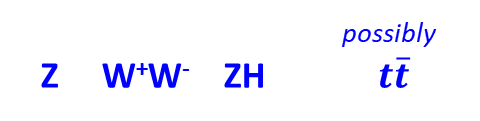 possibly
Z W⁺W⁻ ZH tt̄